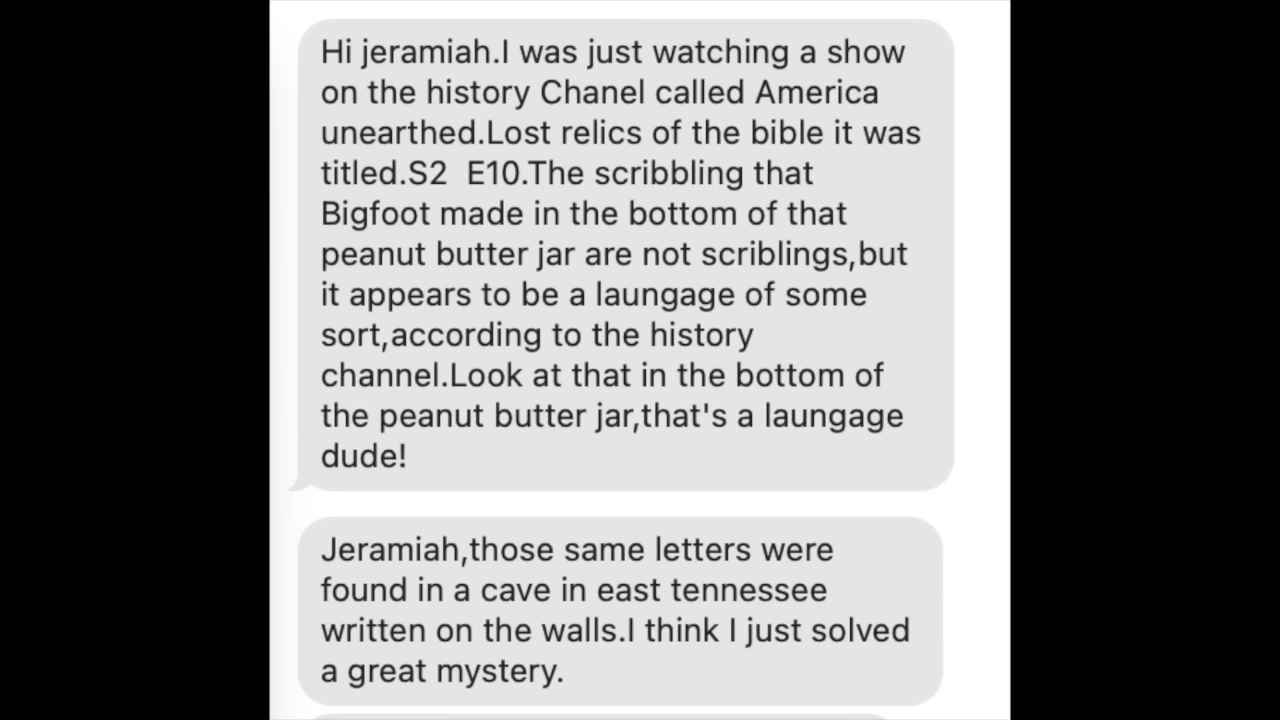 Hi jeramiah.I was just watching a show
on the history Chanel called America
unearthed.Lost relics of the bible it was
titled.S2  E10.The scribbling that
Bigfoot made in the bottom of that
peanut butter jar are not scriblings,but
it appears to be a laungage of some
sort,according to the history
channel.Look at that in the bottom of
the peanut butter jar,that's a laungage
dude!
Jeramiah,those same letters were
found in a cave in east tennessee
written on the walls.I think I just solved
a great mystery.